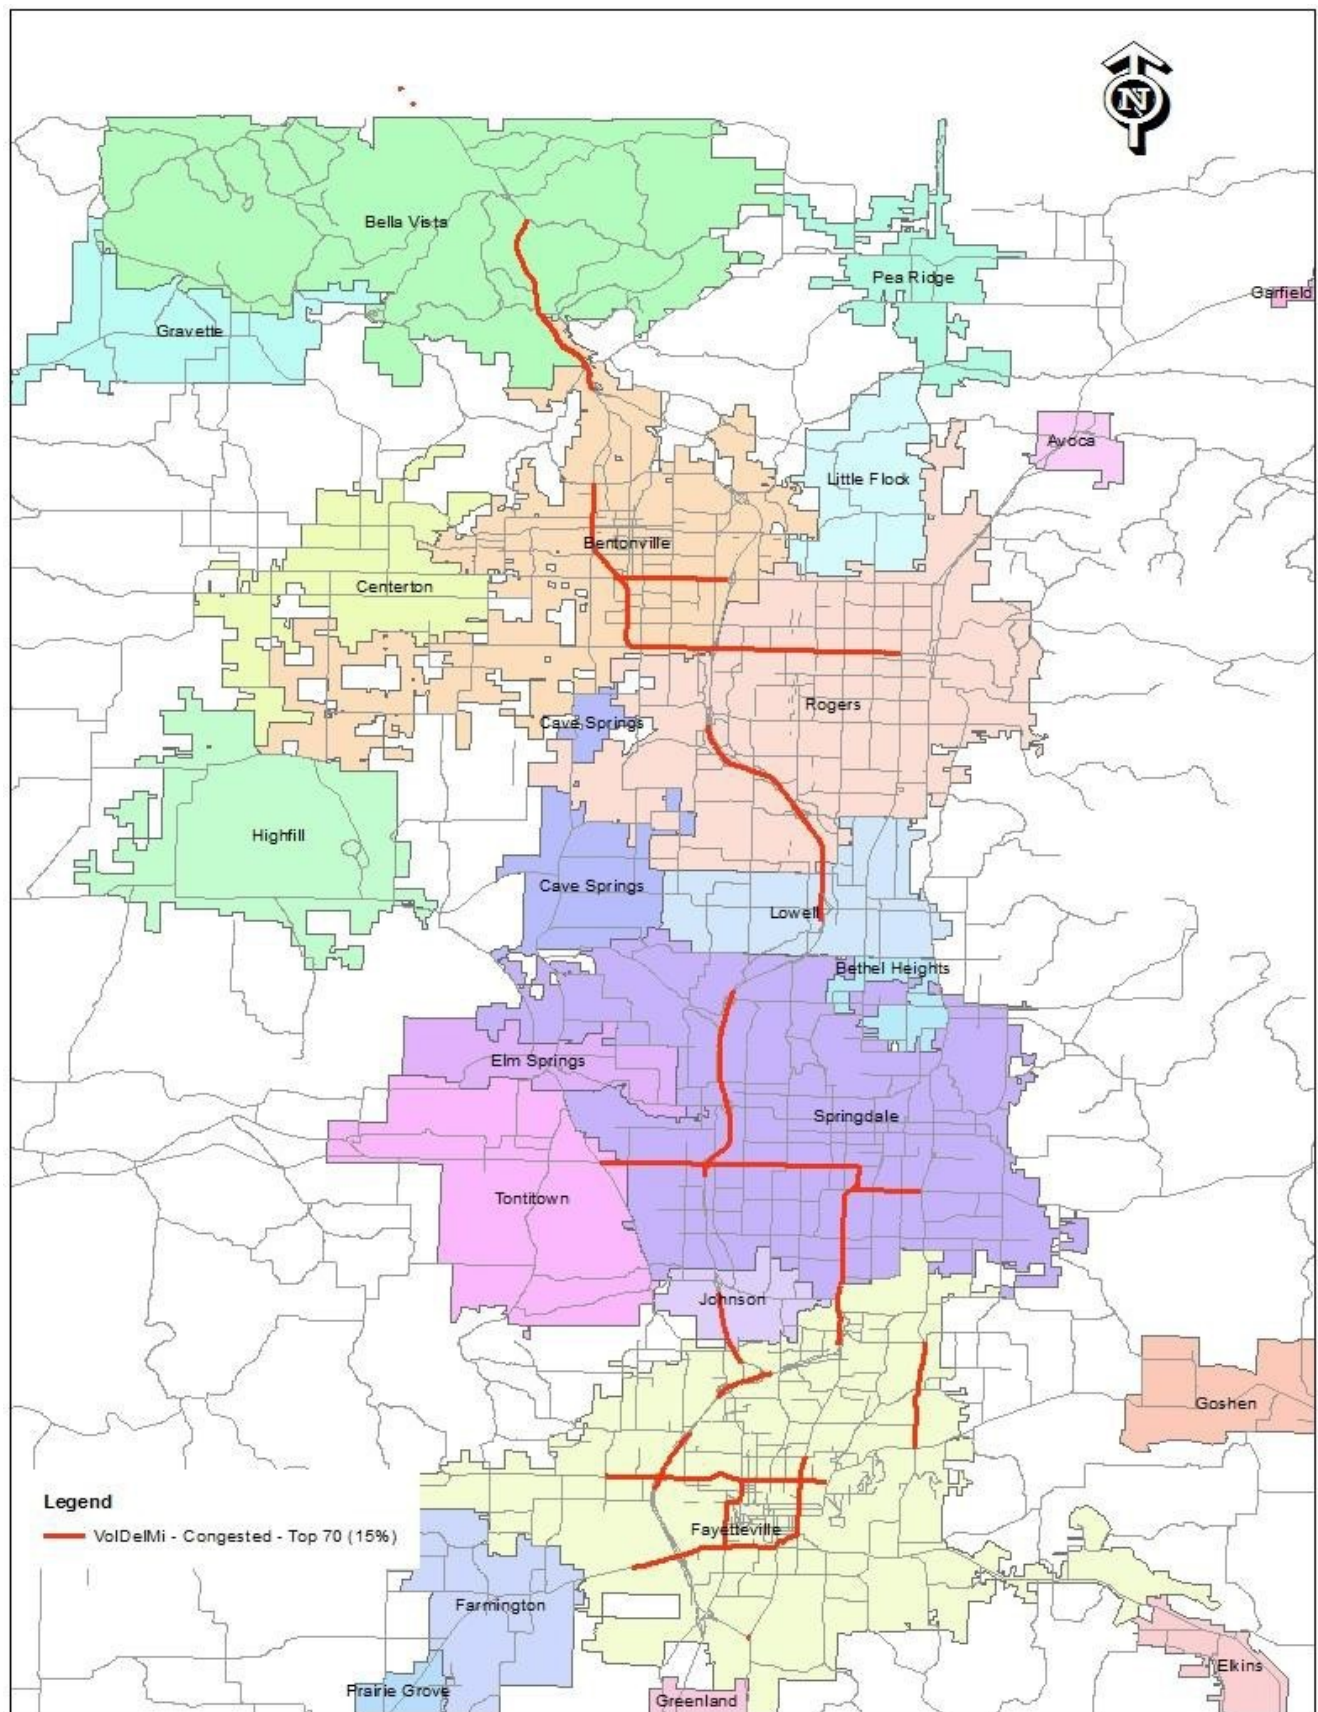 N
Bella Vista
Pea Ridge
Garfield
Gravette
Avoca
Little Flock
Bentonville
Centerton
Rogers
Cave Springs
Highfill
Cave Springs
Lowell
Bethel Heights
Elm Springs
Springdale
Tontitown
Johnson
Goshen
Legend
VolDelMi - Congested - Top 70 (15%)
Fayetteville
Farmington
Elkins
Prairie Grove
Greenland